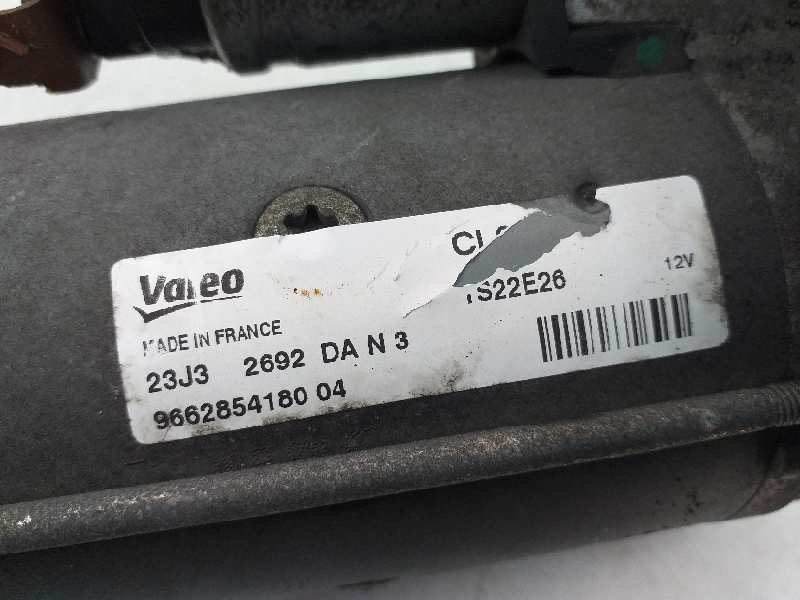 Valeo
MADE IN FRANCE
TS22E26
12V
23J3 2692 DA N 3
9662854180 04